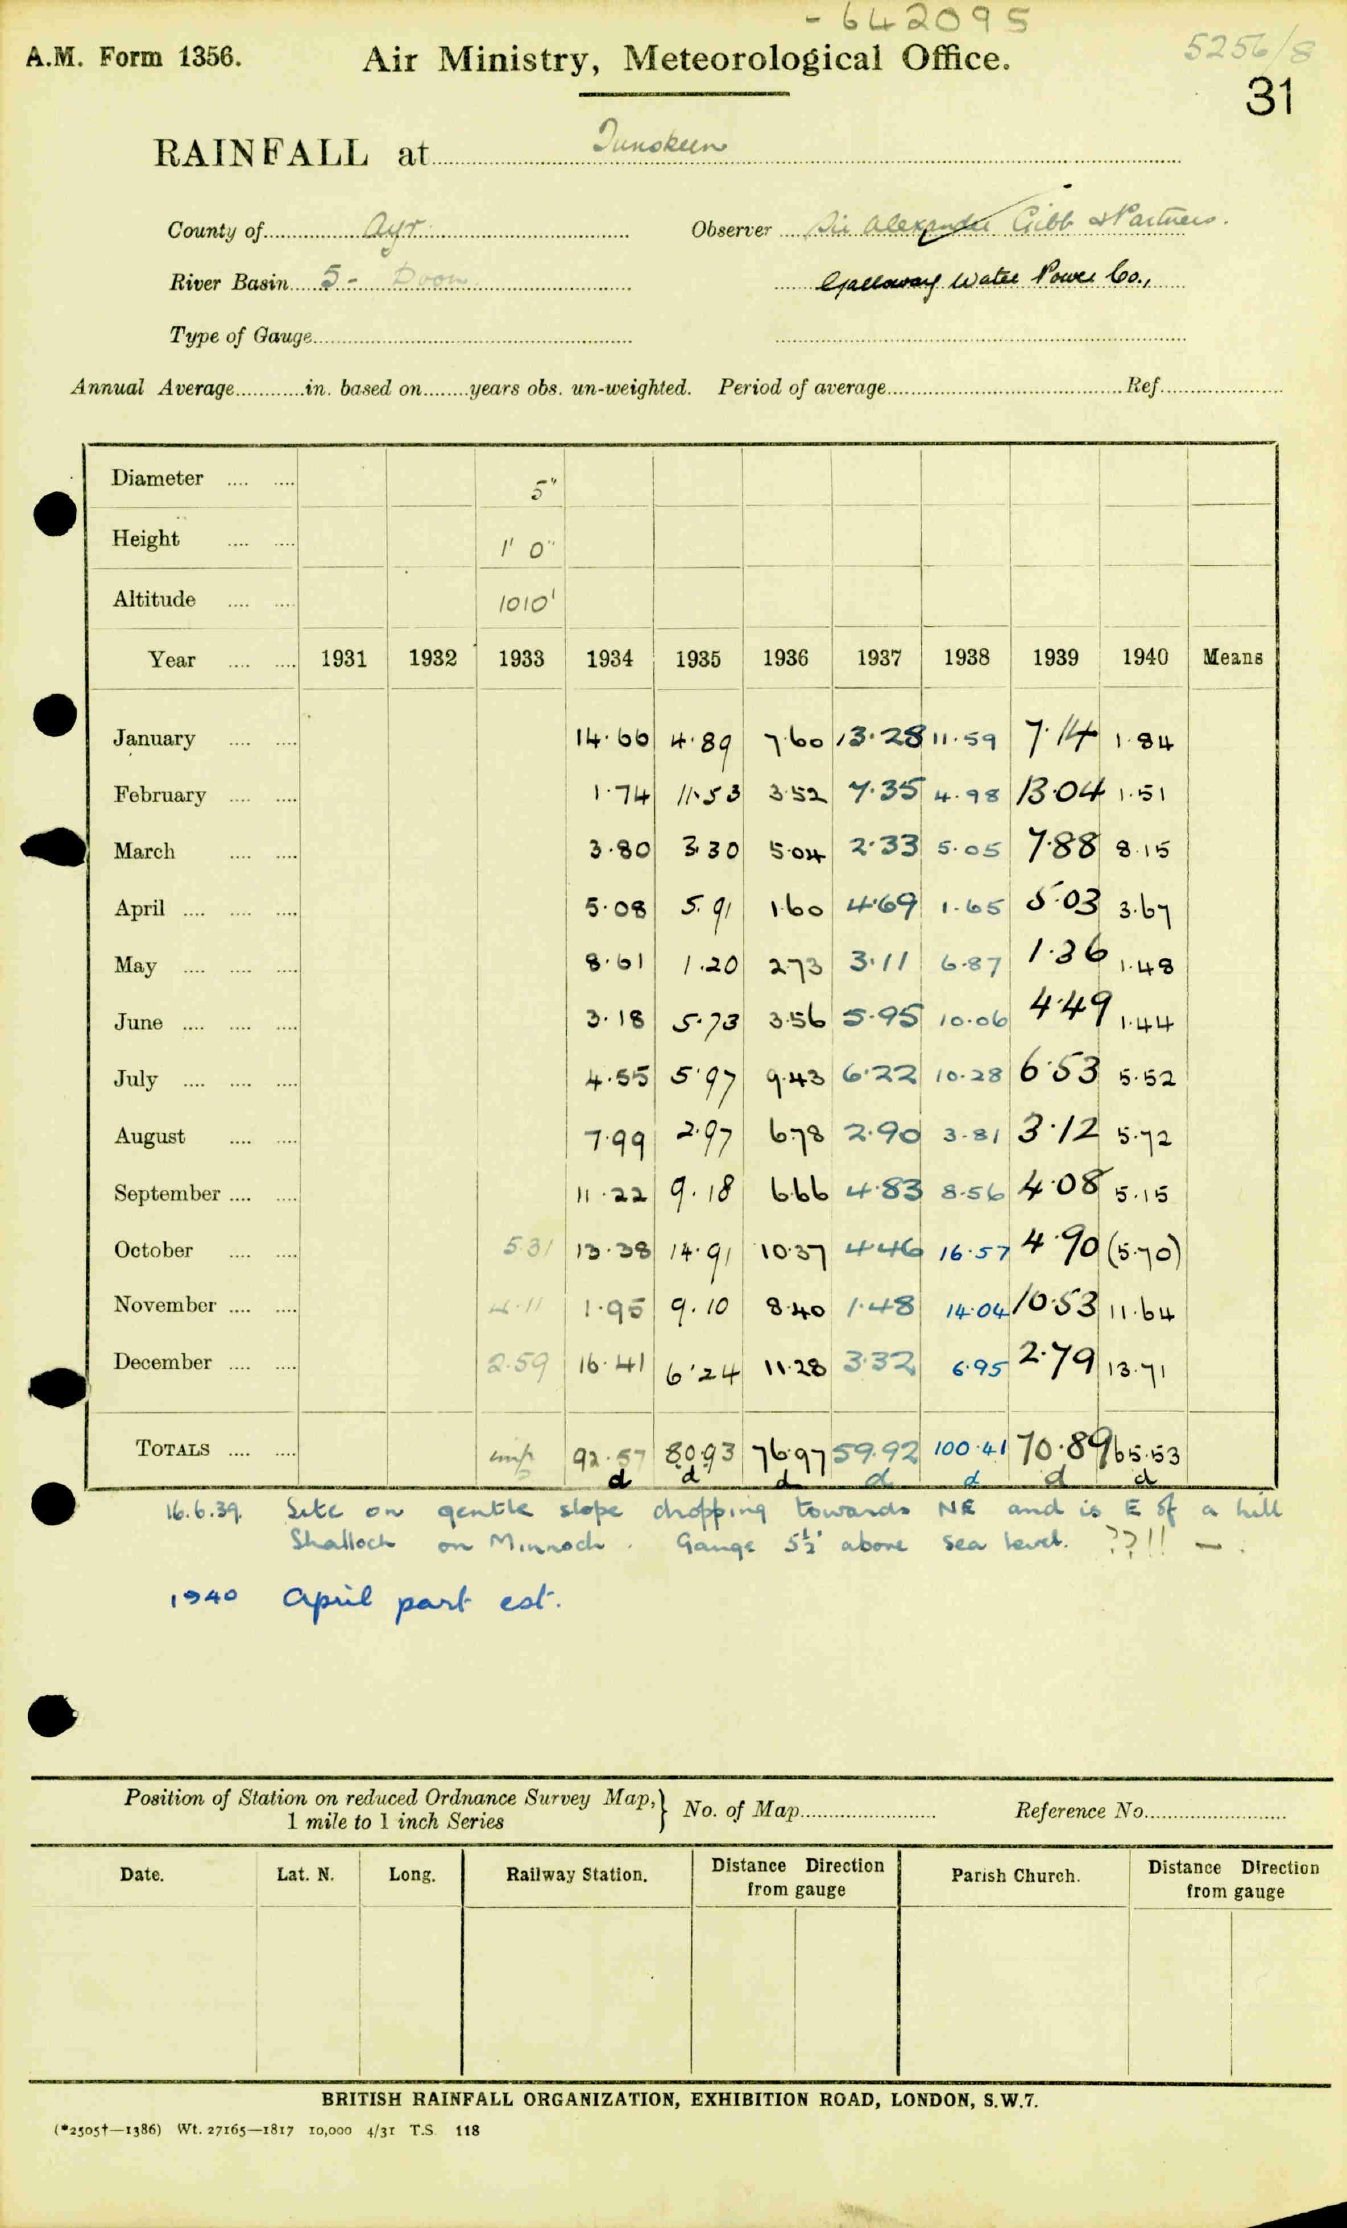 - 642095
A.M. Form 1356. Air Ministry, Meteorological Office. 5256/8
31
RAINFALL at Tunskeen
County of Ayr Observer Sir Alexander Gibb & Partners.
River Basin 5 - Doon Galloway Water Power Co.,
Type of Gauge
Annual Average in. based on years obs. un-weighted. Period of average Ref.
Diameter 5"
Height 1' 0"
Altitude 1010'
Year 1931 1932 1933 1934 1935 1936 1937 1938 1939 1940 Means
January 14.66 4.89 7.60 13.28 11.59 7.14 1.84
February 1.74 11.53 3.52 7.35 4.98 13.04 1.51
March 3.80 3.30 5.04 2.33 5.05 7.88 8.15
April 5.08 5.91 1.60 4.69 1.65 5.03 3.67
May 8.61 1.20 2.73 3.11 6.87 1.36 1.48
June 3.18 5.73 3.56 5.95 10.06 4.49 1.44
July 4.55 5.97 9.43 6.22 10.28 6.53 5.52
August 7.99 2.97 6.78 2.90 3.81 3.12 5.72
September 11.22 9.18 6.66 4.83 8.56 4.08 5.15
October 5.31 13.38 14.91 10.37 4.46 16.57 4.90 (5.70)
November 4.11 1.95 9.10 8.40 1.48 14.04 10.53 11.64
December 2.59 16.41 6.24 11.28 3.32 6.95 2.79 13.71
TOTALS imp 92.57 80.93 76.97 59.92 100.41 70.89 65.53
d d d d d d d
16.6.39. Site on gentle slope dropping towards NE and is E of a hill
Shalloch on Minnoch. Gauge 5½' above sea level. ??!!
1940 April part est.
Position of Station on reduced Ordnance Survey Map, 1 mile to 1 inch Series } No. of Map Reference No.
Date. Lat. N. Long. Railway Station. Distance Direction from gauge Parish Church. Distance Direction from gauge
BRITISH RAINFALL ORGANIZATION, EXHIBITION ROAD, LONDON, S.W.7.
(*2505†—1386) Wt. 27165—1817 10,000 4/31 T.S. 118